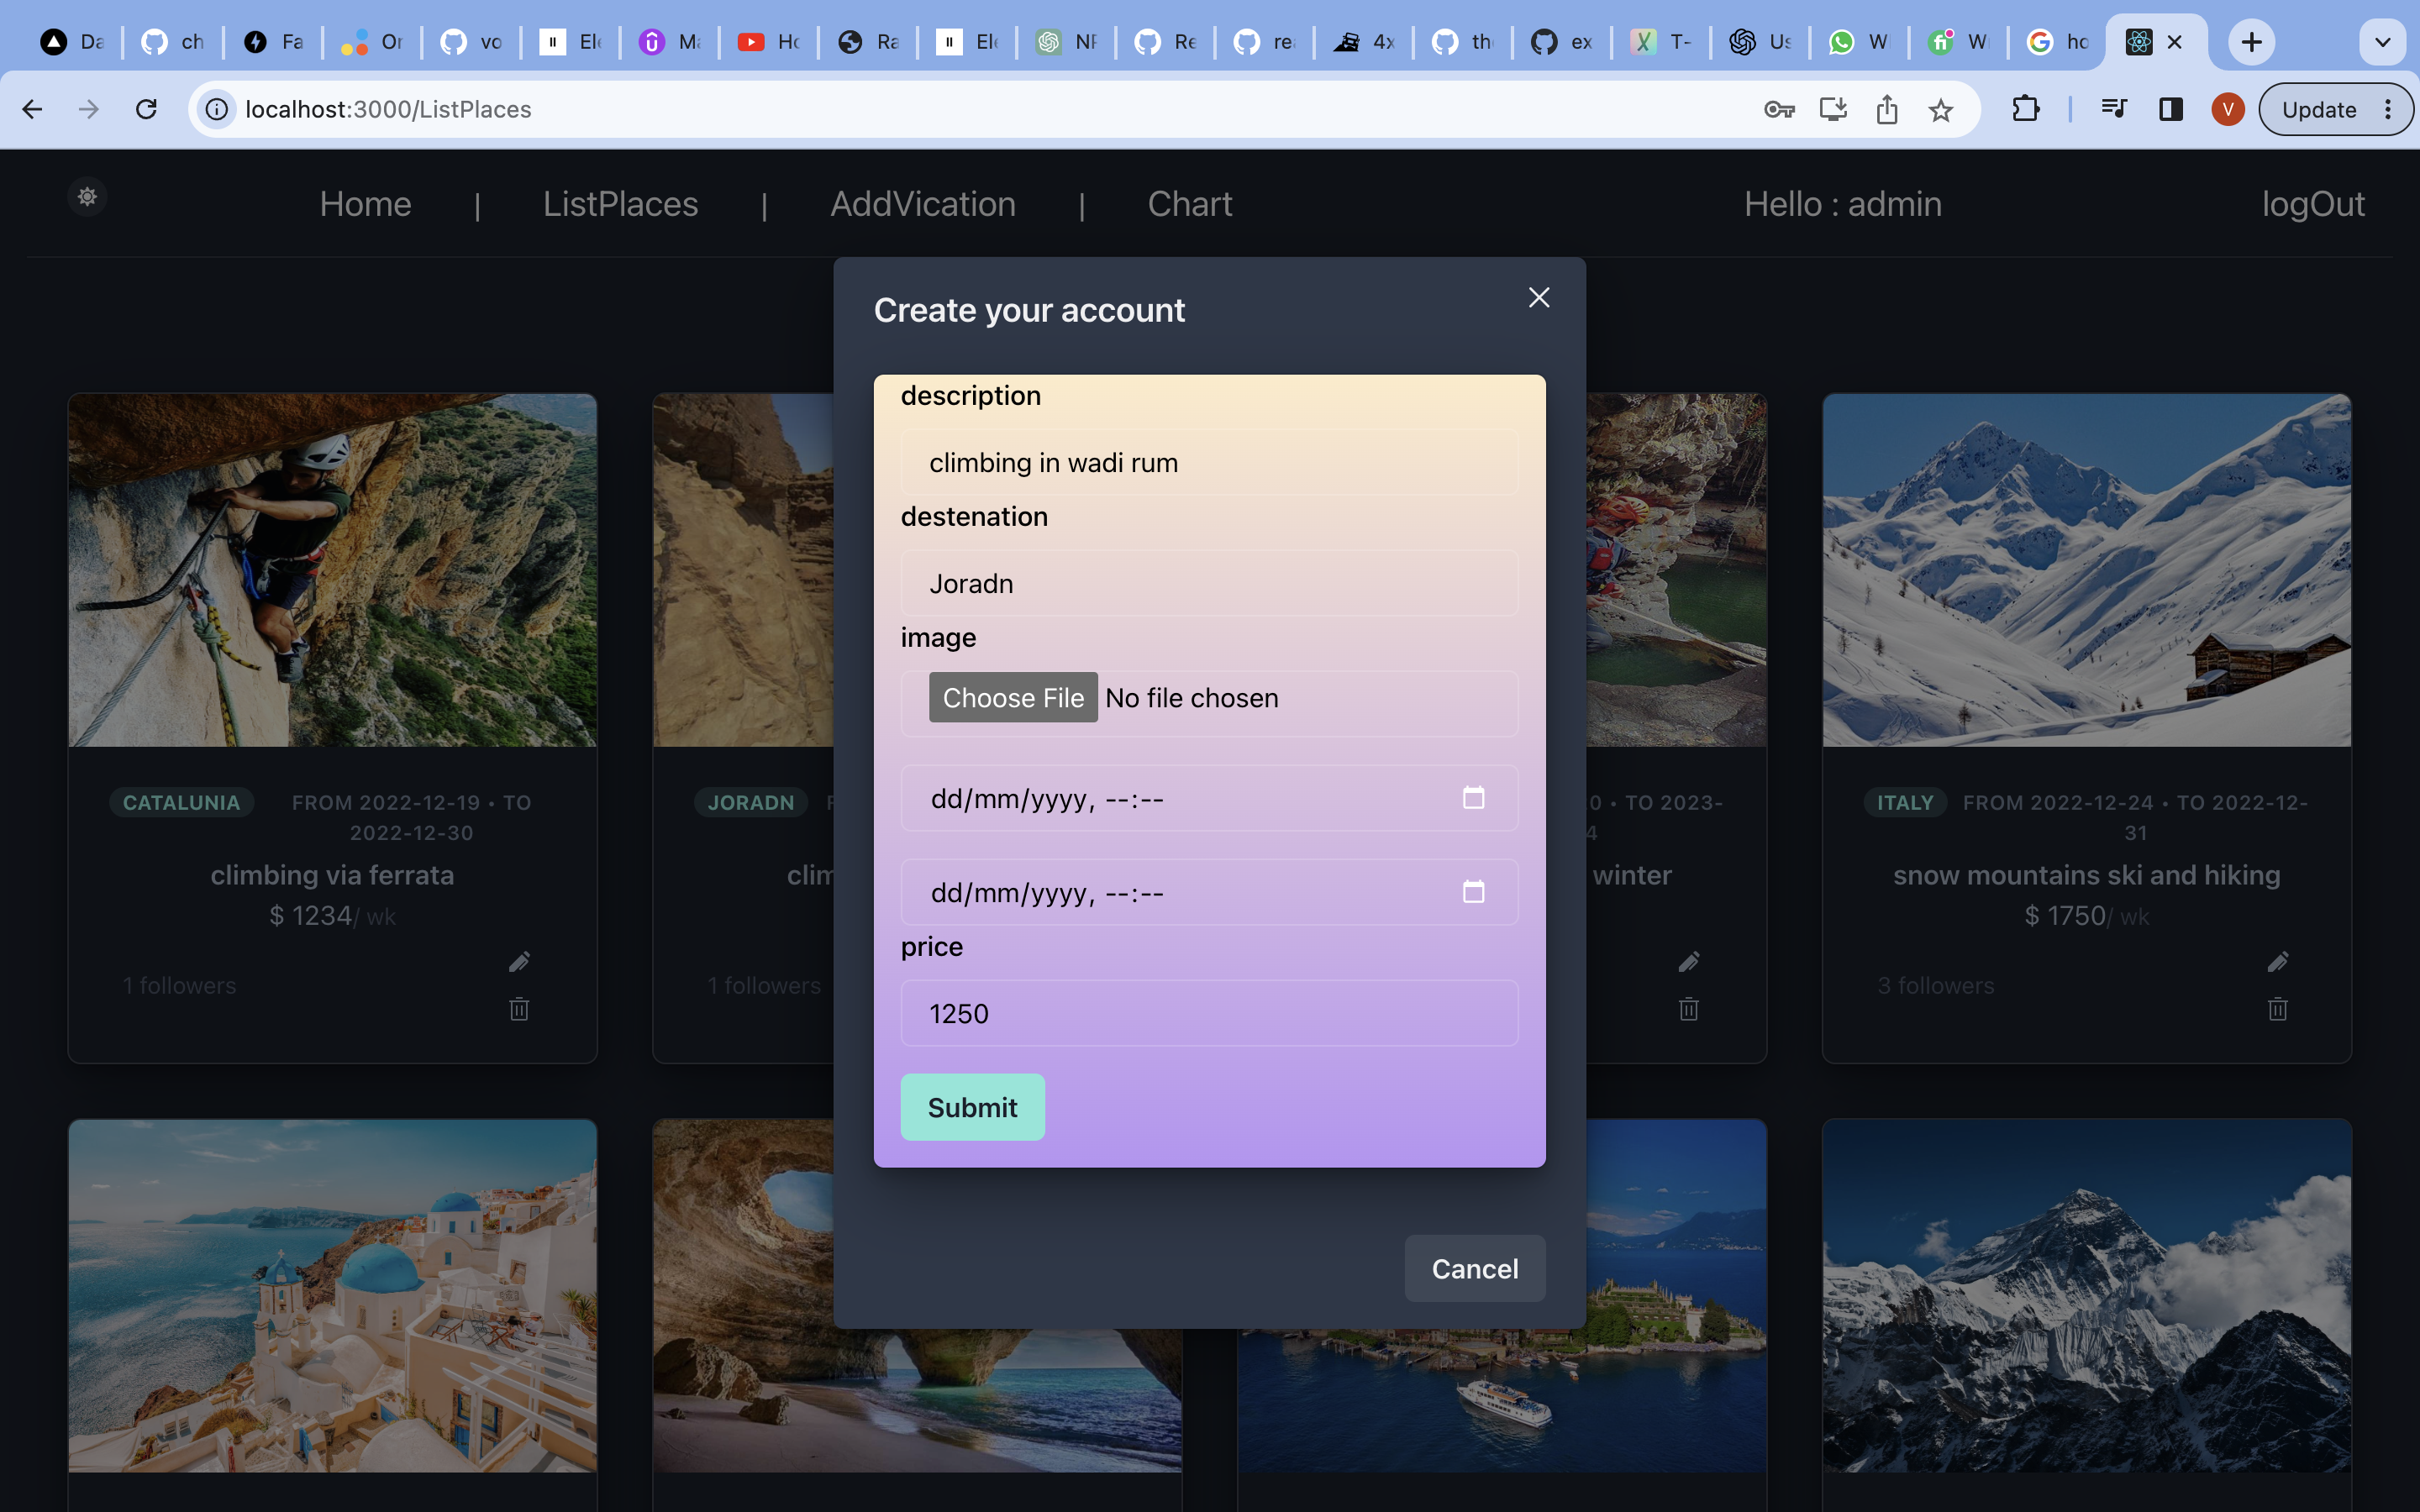 Da
ch
Fa
Or
vo
Ele
Ma
Ho
Ra
Ele
NF
Re
re
4x
th
ex
T-
Us
W
W
ho
localhost:3000/ListPlaces
Update
V
Home | ListPlaces | AddVication | Chart
Hello : admin
logOut
Create your account
description
climbing in wadi rum
destenation
Joradn
image
Choose File No file chosen
dd/mm/yyyy, --:--
dd/mm/yyyy, --:--
price
1250
Submit
Cancel
CATALUNIA FROM 2022-12-19 • TO
2022-12-30
climbing via ferrata
$ 1234/ wk
1 followers
JORADN F
clim
1 followers
0 • TO 2023-
4
winter
ITALY FROM 2022-12-24 • TO 2022-12-
31
snow mountains ski and hiking
$ 1750/ wk
3 followers